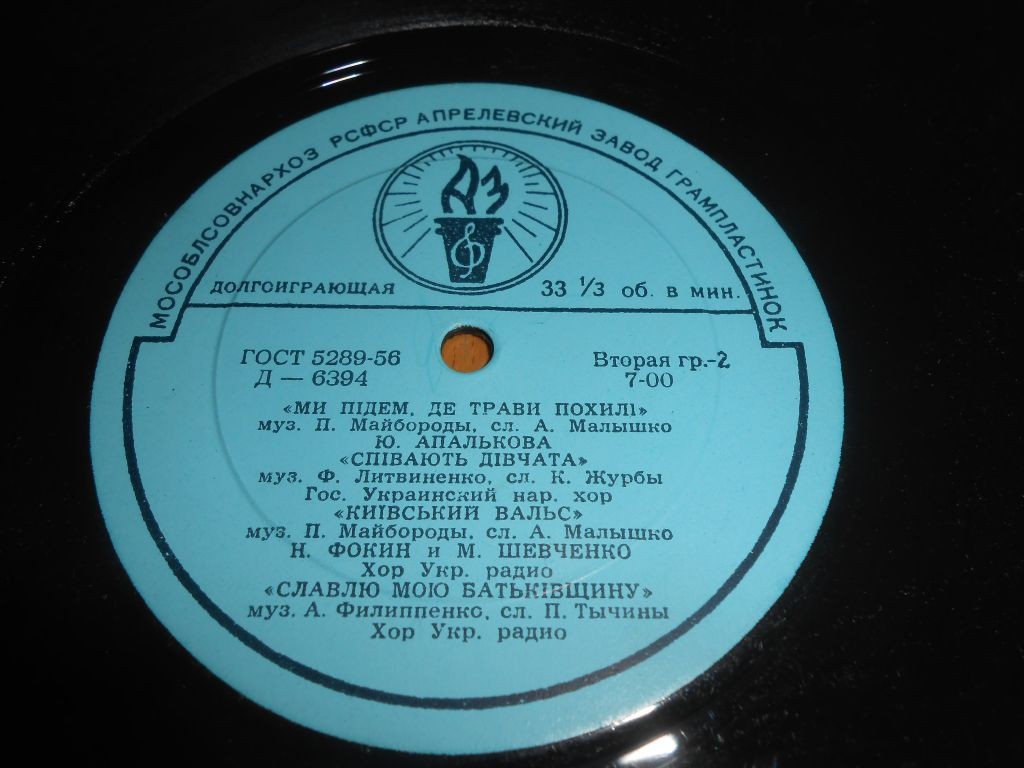 МОСОБЛСОВНАРХОЗ РСФСР АПРЕЛЕВСКИЙ ЗАВОД ГРАМПЛАСТИНОК
АЗ
ДОЛГОИГРАЮЩАЯ 33 1/3 об. в мин.
ГОСТ 5289-56 Вторая гр.-2
Д — 6394 7-00
«МИ ПІДЕМ, ДЕ ТРАВИ ПОХИЛІ»
муз. П. Майбороды, сл. А. Малышко
Ю. АПАЛЬКОВА
«СПІВАЮТЬ ДІВЧАТА»
муз. Ф. Литвиненко, сл. К. Журбы
Гос. Украинский нар. хор
«КИІВСЬКИЙ ВАЛЬС»
муз. П. Майбороды, сл. А. Малышко
Н. ФОКИН и М. ШЕВЧЕНКО
Хор Укр. радио
«СЛАВЛЮ МОЮ БАТЬКІВЩИНУ»
муз. А. Филиппенко, сл. П. Тычины
Хор Укр. радио